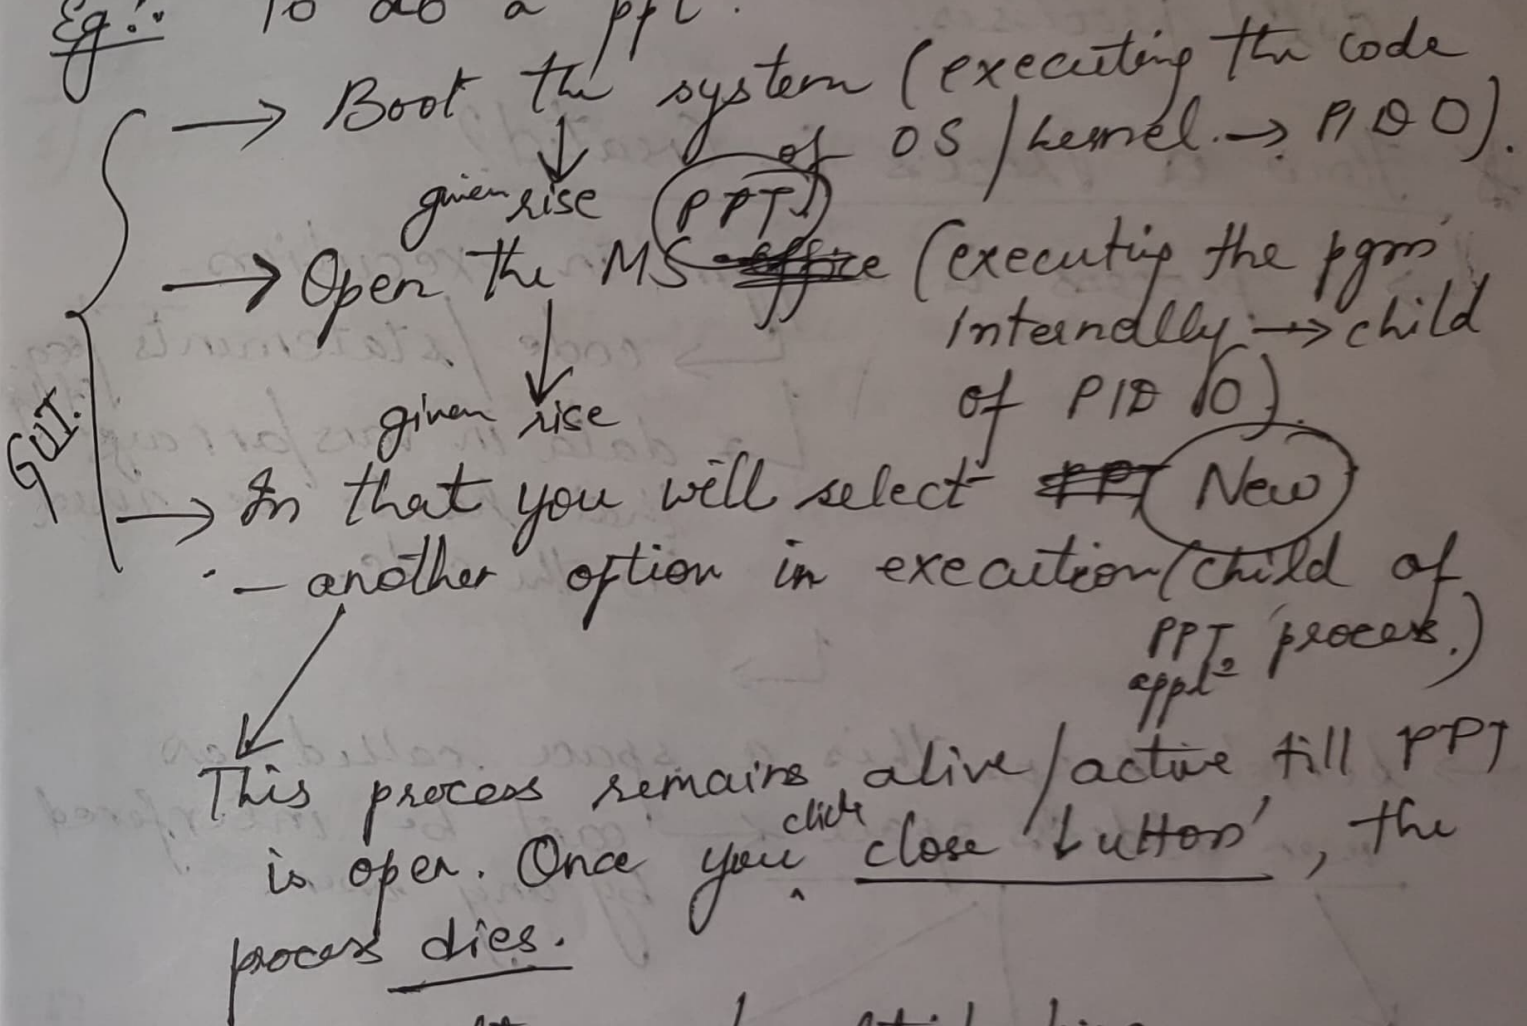 Eg:. To do a ppt.
→ Boot the system (executing the code
of OS / kernel. → PID 0).
given rise
PPT
→ Open the MS office (executing the pgm
internally → child
of PID 0).
given rise
GUI.
→ In that you will select PPT New
- another option in execution (child of
PPT process.)
appl²
This process remains alive/active till PPT
is open. Once you click close 'button', the
process dies.